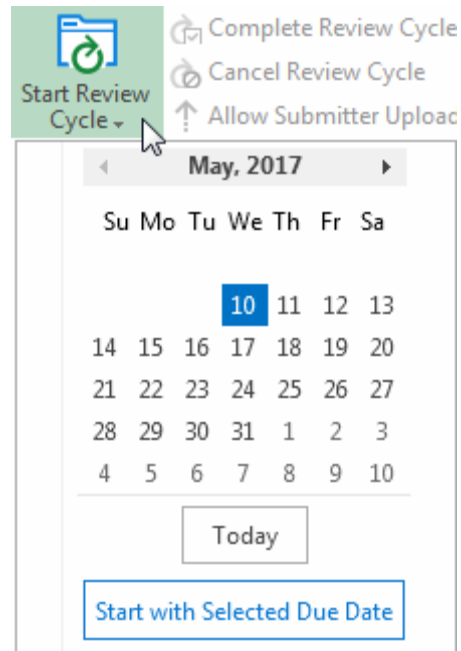 Complete Review Cycle
Cancel Review Cycle
Allow Submitter Upload
Start Review
Cycle
May, 2017
Su Mo Tu We Th Fr Sa
10 11 12 13
14 15 16 17 18 19 20
21 22 23 24 25 26 27
28 29 30 31 1 2 3
4 5 6 7 8 9 10
Today
Start with Selected Due Date